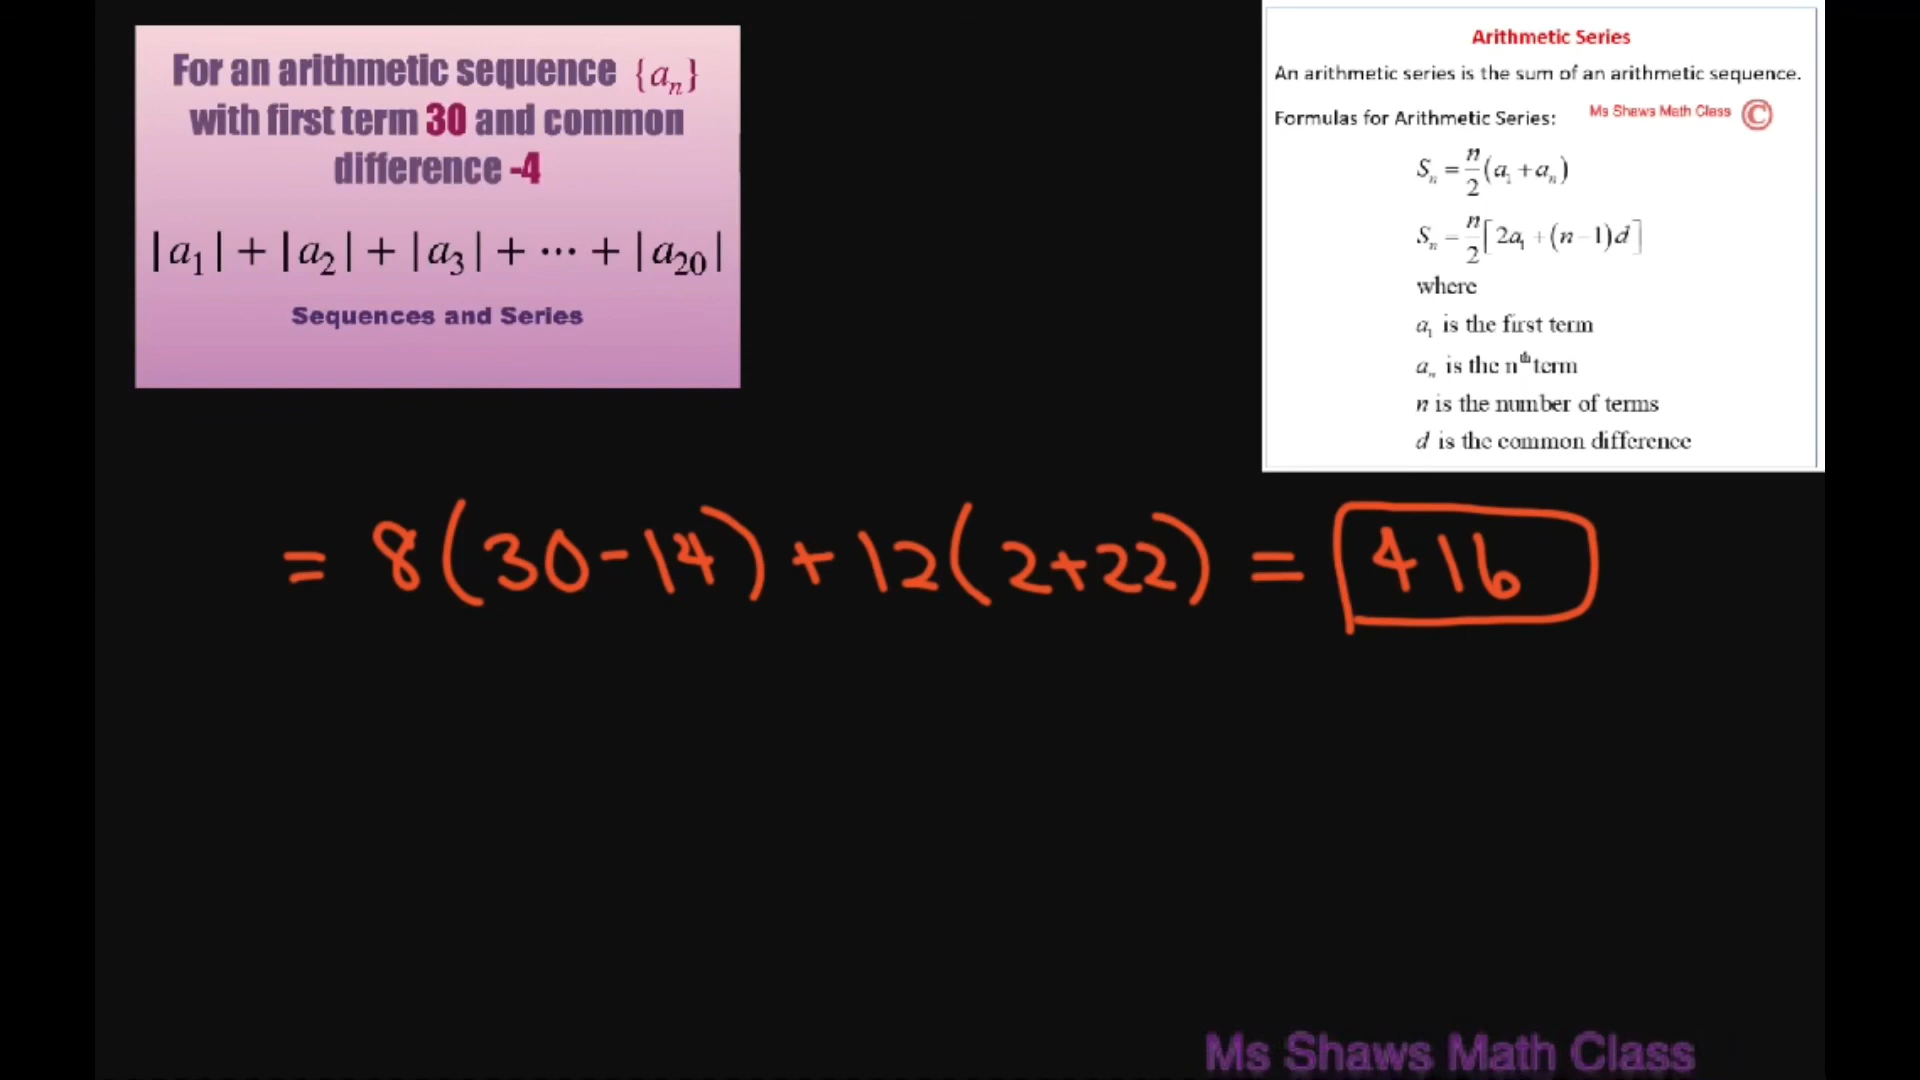 For an arithmetic sequence {aₙ}
with first term 30 and common
difference -4
|a₁| + |a₂| + |a₃| + ··· + |a₂₀|
Sequences and Series
Arithmetic Series
An arithmetic series is the sum of an arithmetic sequence.
Formulas for Arithmetic Series: Ms Shaws Math Class ©
Sₙ = n/2 (a₁ + aₙ)
Sₙ = n/2 [2a₁ + (n−1)d]
where
a₁ is the first term
aₙ is the nᵗʰ term
n is the number of terms
d is the common difference
= 8(30-14) + 12(2+22) = 416
Ms Shaws Math Class